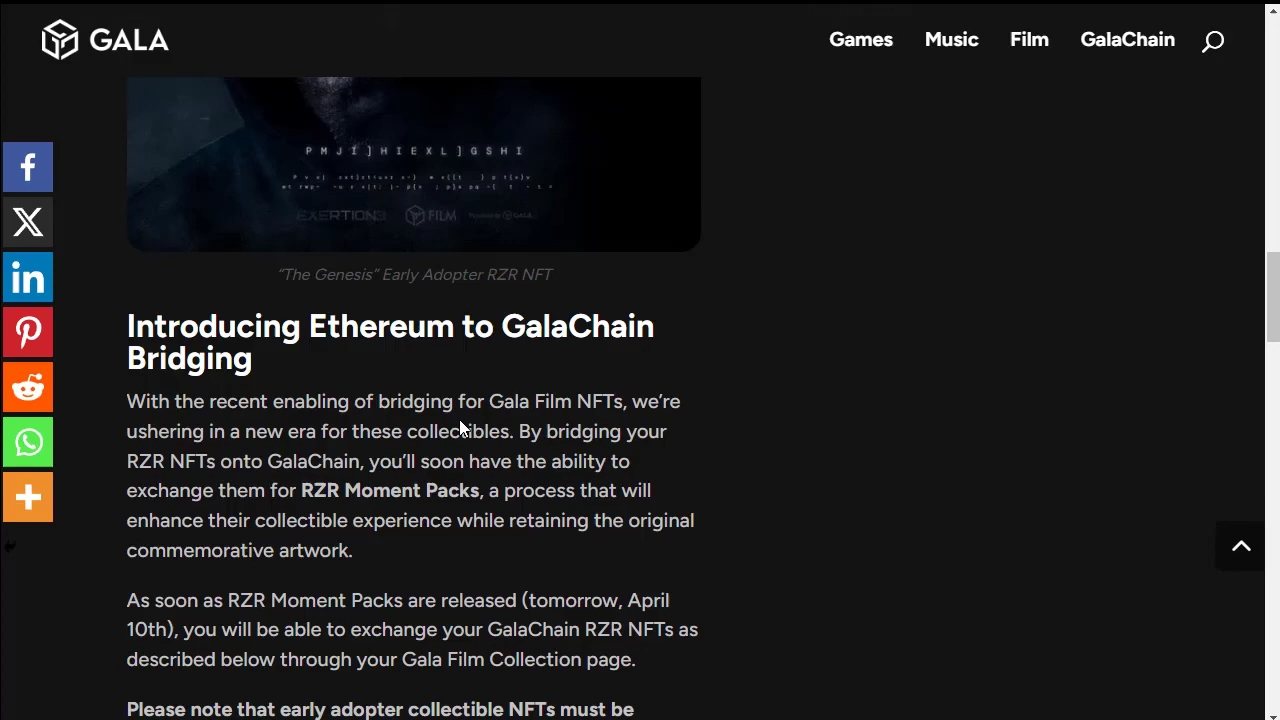 GALA
Games Music Film GalaChain
PMJI]HIEXL]GSHI
EXERTION3 FILM
"The Genesis" Early Adopter RZR NFT
Introducing Ethereum to GalaChain
Bridging
With the recent enabling of bridging for Gala Film NFTs, we're
ushering in a new era for these collectibles. By bridging your
RZR NFTs onto GalaChain, you'll soon have the ability to
exchange them for RZR Moment Packs, a process that will
enhance their collectible experience while retaining the original
commemorative artwork.
As soon as RZR Moment Packs are released (tomorrow, April
10th), you will be able to exchange your GalaChain RZR NFTs as
described below through your Gala Film Collection page.
Please note that early adopter collectible NFTs must be